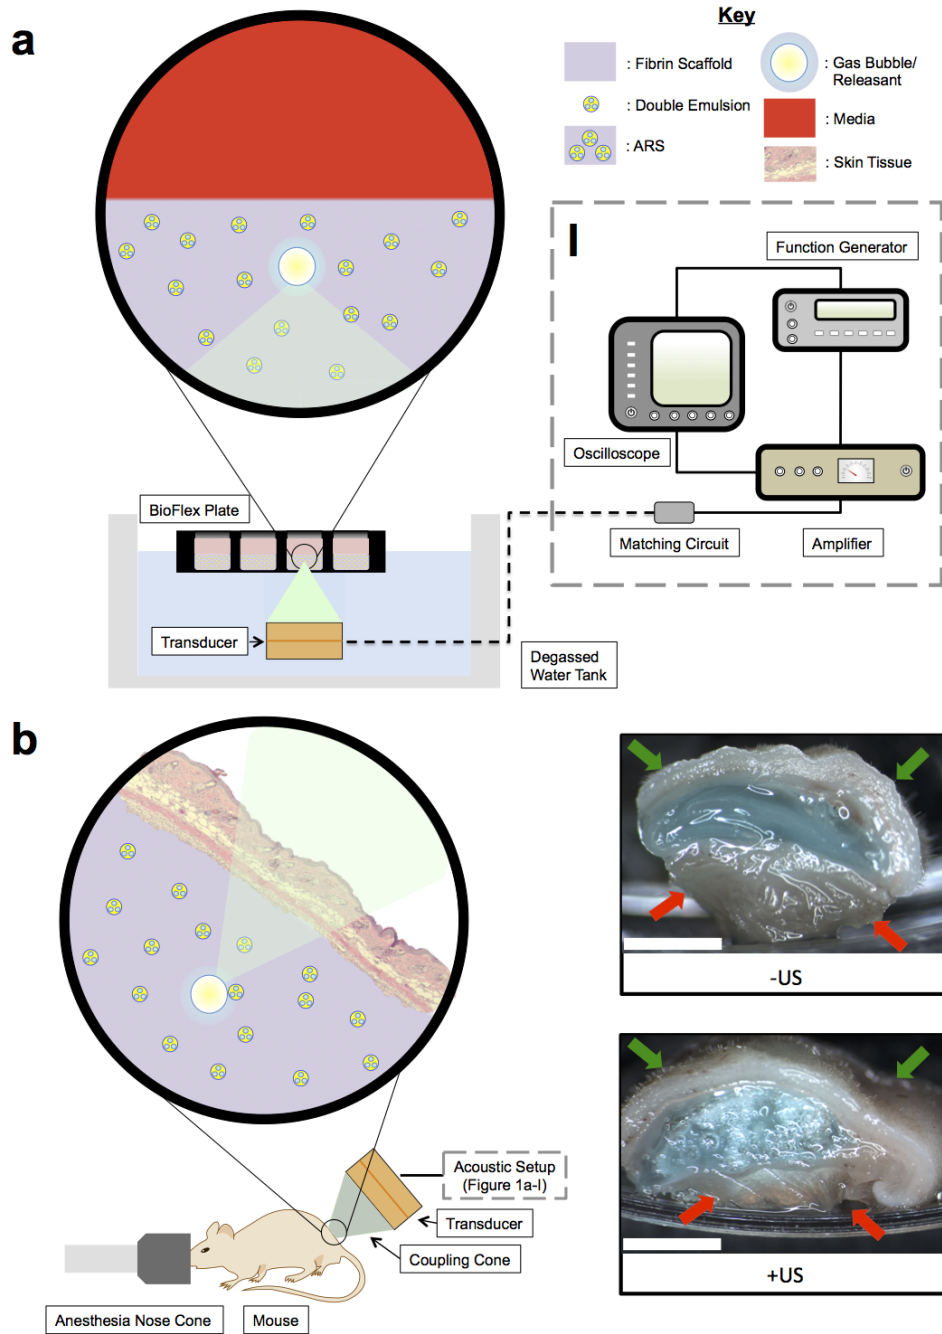 a
Key
: Fibrin Scaffold
: Gas Bubble/
Releasant
: Double Emulsion
: Media
: ARS
: Skin Tissue
I
Function Generator
Oscilloscope
BioFlex Plate
Matching Circuit
Amplifier
Transducer
Degassed
Water Tank
b
-US
Acoustic Setup
(Figure 1a-I)
Transducer
Coupling Cone
+US
Anesthesia Nose Cone
Mouse